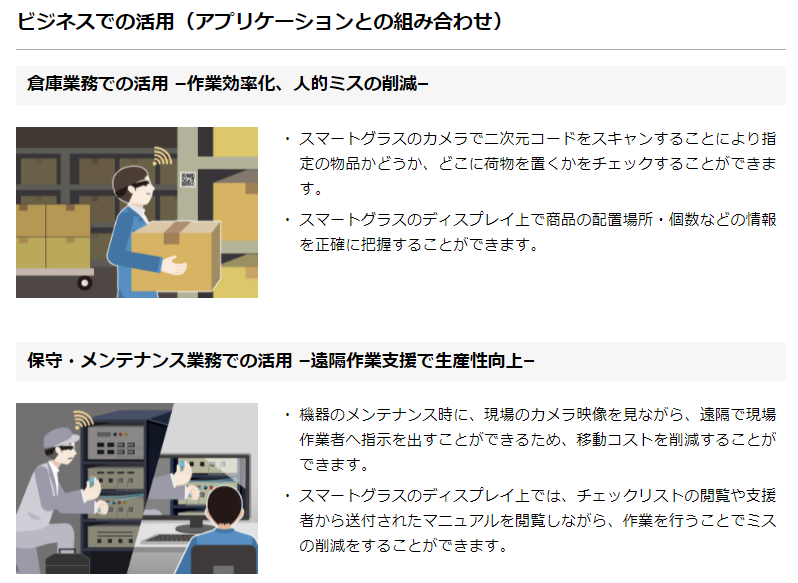 ビジネスでの活用（アプリケーションとの組み合わせ）
倉庫業務での活用 −作業効率化、人的ミスの削減−
・ スマートグラスのカメラで二次元コードをスキャンすることにより指
定の物品かどうか、どこに荷物を置くかをチェックすることができま
す。
・ スマートグラスのディスプレイ上で商品の配置場所・個数などの情報
を正確に把握することができます。
保守・メンテナンス業務での活用 −遠隔作業支援で生産性向上−
・ 機器のメンテナンス時に、現場のカメラ映像を見ながら、遠隔で現場
作業者へ指示を出すことができるため、移動コストを削減することが
できます。
・ スマートグラスのディスプレイ上では、チェックリストの閲覧や支援
者から送付されたマニュアルを閲覧しながら、作業を行うことでミス
の削減をすることができます。